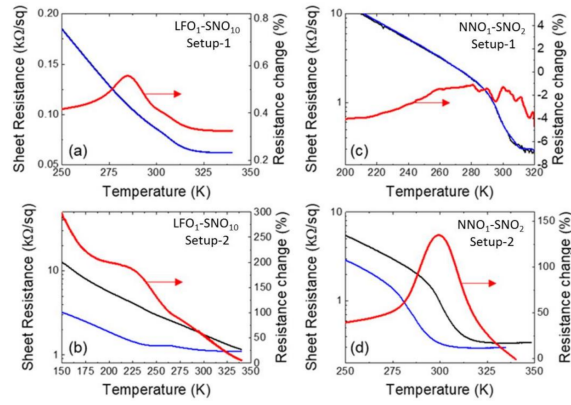 LFO₁-SNO₁₀
Setup-1
Sheet Resistance (kΩ/sq)
0.20
0.15
0.10
0.05
0.8
0.6
0.4
0.2
Resistance change (%)
(a)
250 275 300 325 350
Temperature (K)
NNO₁-SNO₂
Setup-1
Sheet Resistance (kΩ/sq)
10
1
4
2
0
-2
-4
-6
-8
Resistance change (%)
(c)
200 220 240 260 280 300 320
Temperature (K)
LFO₁-SNO₁₀
Setup-2
Sheet Resistance (kΩ/sq)
10
1
300
250
200
150
100
50
0
Resistance change (%)
(b)
150 175 200 225 250 275 300 325
Temperature (K)
NNO₁-SNO₂
Setup-2
Sheet Resistance (kΩ/sq)
1
150
100
50
0
Resistance change (%)
(d)
250 275 300 325 350
Temperature (K)